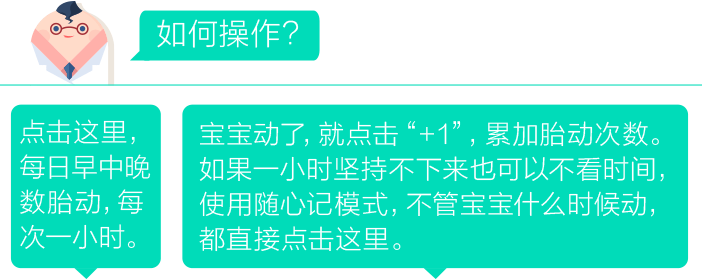 如何操作?
点击这里，
每日早中晚
数胎动，每
次一小时。
宝宝动了，就点击“+1”，累加胎动次数。
如果一小时坚持不下来也可以不看时间，
使用随心记模式，不管宝宝什么时候动，
都直接点击这里。